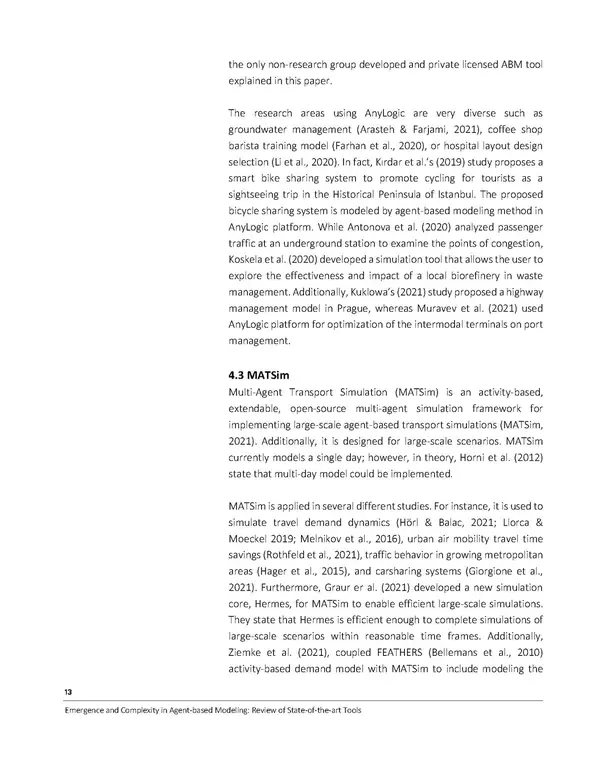 the only non-research group developed and private licensed ABM tool
explained in this paper.
The research areas using AnyLogic are very diverse such as
groundwater management (Arasteh & Farjami, 2021), coffee shop
barista training model (Farhan et al., 2020), or hospital layout design
selection (Li et al., 2020). In fact, Kırdar et al.'s (2019) study proposes a
smart bike sharing system to promote cycling for tourists as a
sightseeing trip in the Historical Peninsula of Istanbul. The proposed
bicycle sharing system is modeled by agent-based modeling method in
AnyLogic platform. While Antonova et al. (2020) analyzed passenger
traffic at an underground station to examine the points of congestion,
Koskela et al. (2020) developed a simulation tool that allows the user to
explore the effectiveness and impact of a local biorefinery in waste
management. Additionally, Kuklowa's (2021) study proposed a highway
management model in Prague, whereas Muravev et al. (2021) used
AnyLogic platform for optimization of the intermodal terminals on port
management.
4.3 MATSim
Multi-Agent Transport Simulation (MATSim) is an activity-based,
extendable, open-source multi-agent simulation framework for
implementing large-scale agent-based transport simulations (MATSim,
2021). Additionally, it is designed for large-scale scenarios. MATSim
currently models a single day; however, in theory, Horni et al. (2012)
state that multi-day model could be implemented.
MATSim is applied in several different studies. For instance, it is used to
simulate travel demand dynamics (Hörl & Balac, 2021; Llorca &
Moeckel 2019; Melnikov et al., 2016), urban air mobility travel time
savings (Rothfeld et al., 2021), traffic behavior in growing metropolitan
areas (Hager et al., 2015), and carsharing systems (Giorgione et al.,
2021). Furthermore, Graur er al. (2021) developed a new simulation
core, Hermes, for MATSim to enable efficient large-scale simulations.
They state that Hermes is efficient enough to complete simulations of
large-scale scenarios within reasonable time frames. Additionally,
Ziemke et al. (2021), coupled FEATHERS (Bellemans et al., 2010)
activity-based demand model with MATSim to include modeling the
13
Emergence and Complexity in Agent-based Modeling: Review of State-of-the-art Tools